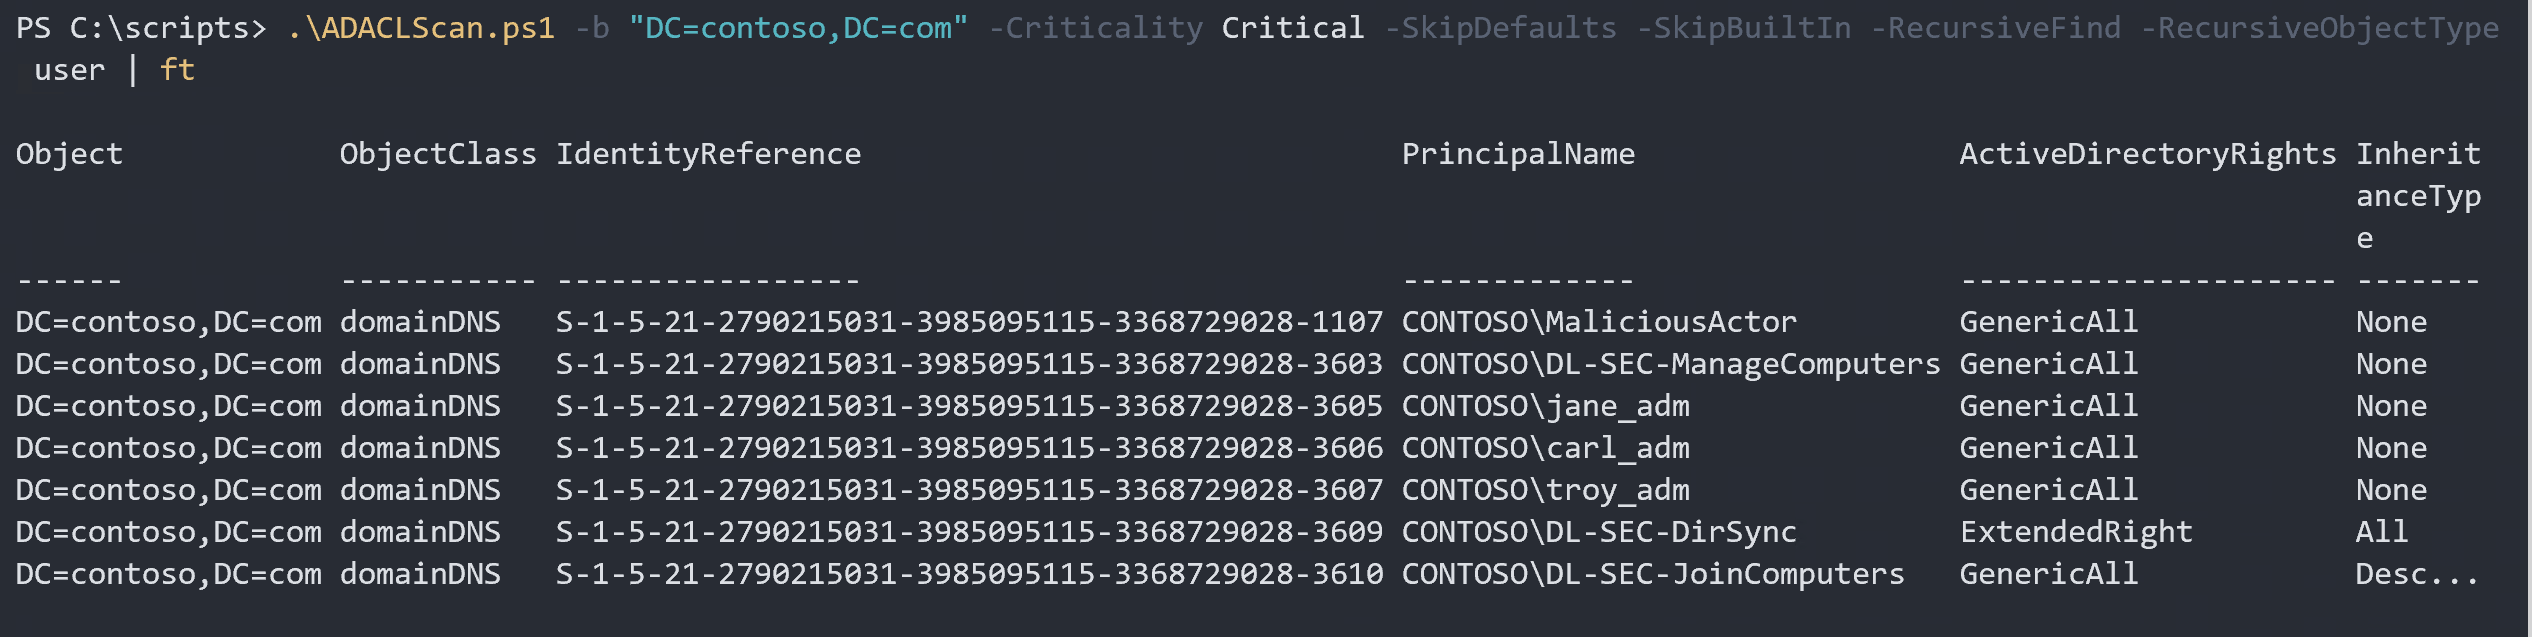 PS C:\scripts> .\ADACLScan.ps1 -b "DC=contoso,DC=com" -Criticality Critical -SkipDefaults -SkipBuiltIn -RecursiveFind -RecursiveObjectType
user | ft
Object ObjectClass IdentityReference PrincipalName ActiveDirectoryRights Inherit
anceTyp
e
------ ----------- ----------------- ------------- --------------------- -------
DC=contoso,DC=com domainDNS S-1-5-21-2790215031-3985095115-3368729028-1107 CONTOSO\MaliciousActor GenericAll None
DC=contoso,DC=com domainDNS S-1-5-21-2790215031-3985095115-3368729028-3603 CONTOSO\DL-SEC-ManageComputers GenericAll None
DC=contoso,DC=com domainDNS S-1-5-21-2790215031-3985095115-3368729028-3605 CONTOSO\jane_adm GenericAll None
DC=contoso,DC=com domainDNS S-1-5-21-2790215031-3985095115-3368729028-3606 CONTOSO\carl_adm GenericAll None
DC=contoso,DC=com domainDNS S-1-5-21-2790215031-3985095115-3368729028-3607 CONTOSO\troy_adm GenericAll None
DC=contoso,DC=com domainDNS S-1-5-21-2790215031-3985095115-3368729028-3609 CONTOSO\DL-SEC-DirSync ExtendedRight All
DC=contoso,DC=com domainDNS S-1-5-21-2790215031-3985095115-3368729028-3610 CONTOSO\DL-SEC-JoinComputers GenericAll Desc...